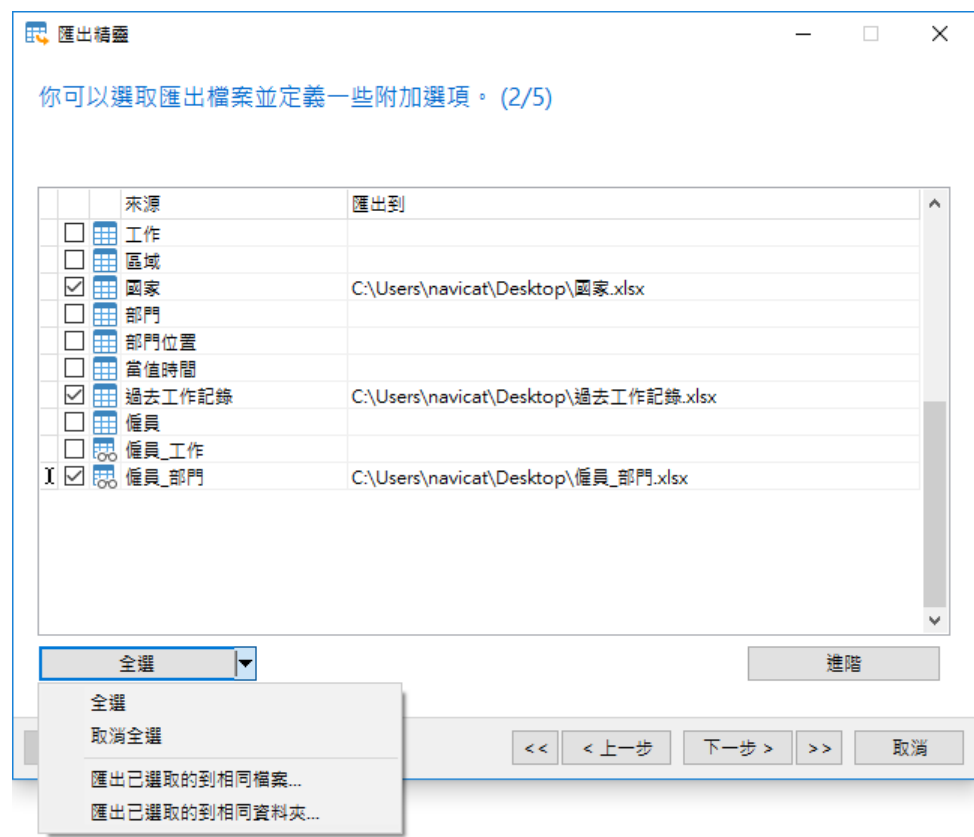 匯出精靈
你可以選取匯出檔案並定義一些附加選項。 (2/5)
來源 匯出到
工作
區域
國家 C:\Users\navicat\Desktop\國家.xlsx
部門
部門位置
當值時間
過去工作記錄 C:\Users\navicat\Desktop\過去工作記錄.xlsx
僱員
僱員_工作
僱員_部門 C:\Users\navicat\Desktop\僱員_部門.xlsx
全選 進階
全選
取消全選
<< < 上一步 下一步 > >> 取消
匯出已選取的到相同檔案...
匯出已選取的到相同資料夾...